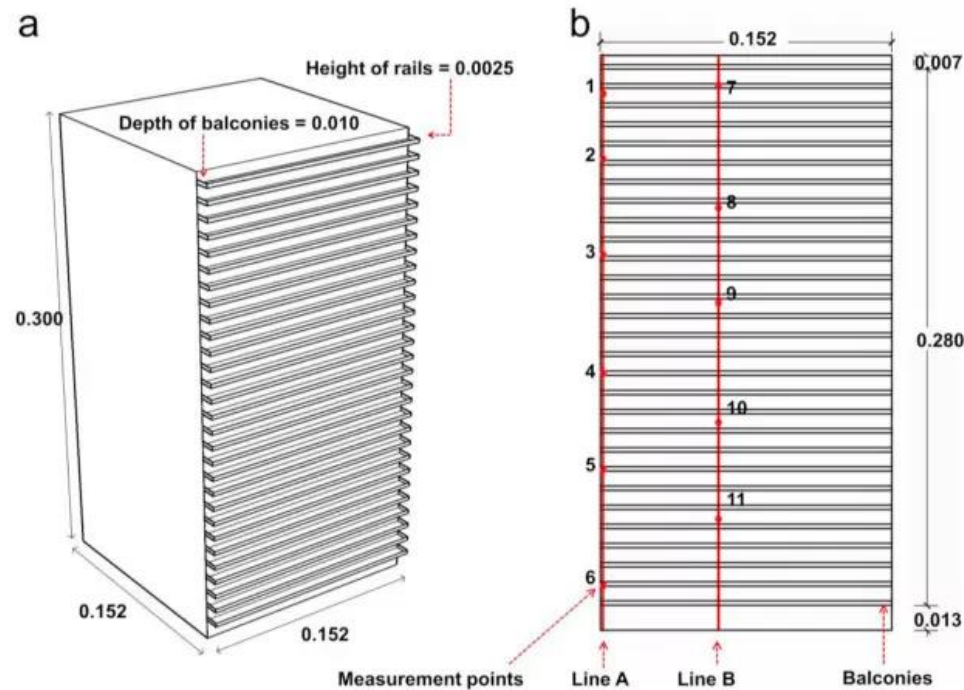 a
Height of rails = 0.0025
Depth of balconies = 0.010
0.300
0.152
0.152
b
0.152
0.007
1
7
2
8
3
9
0.280
4
10
5
11
6
0.013
Measurement points
Line A
Line B
Balconies